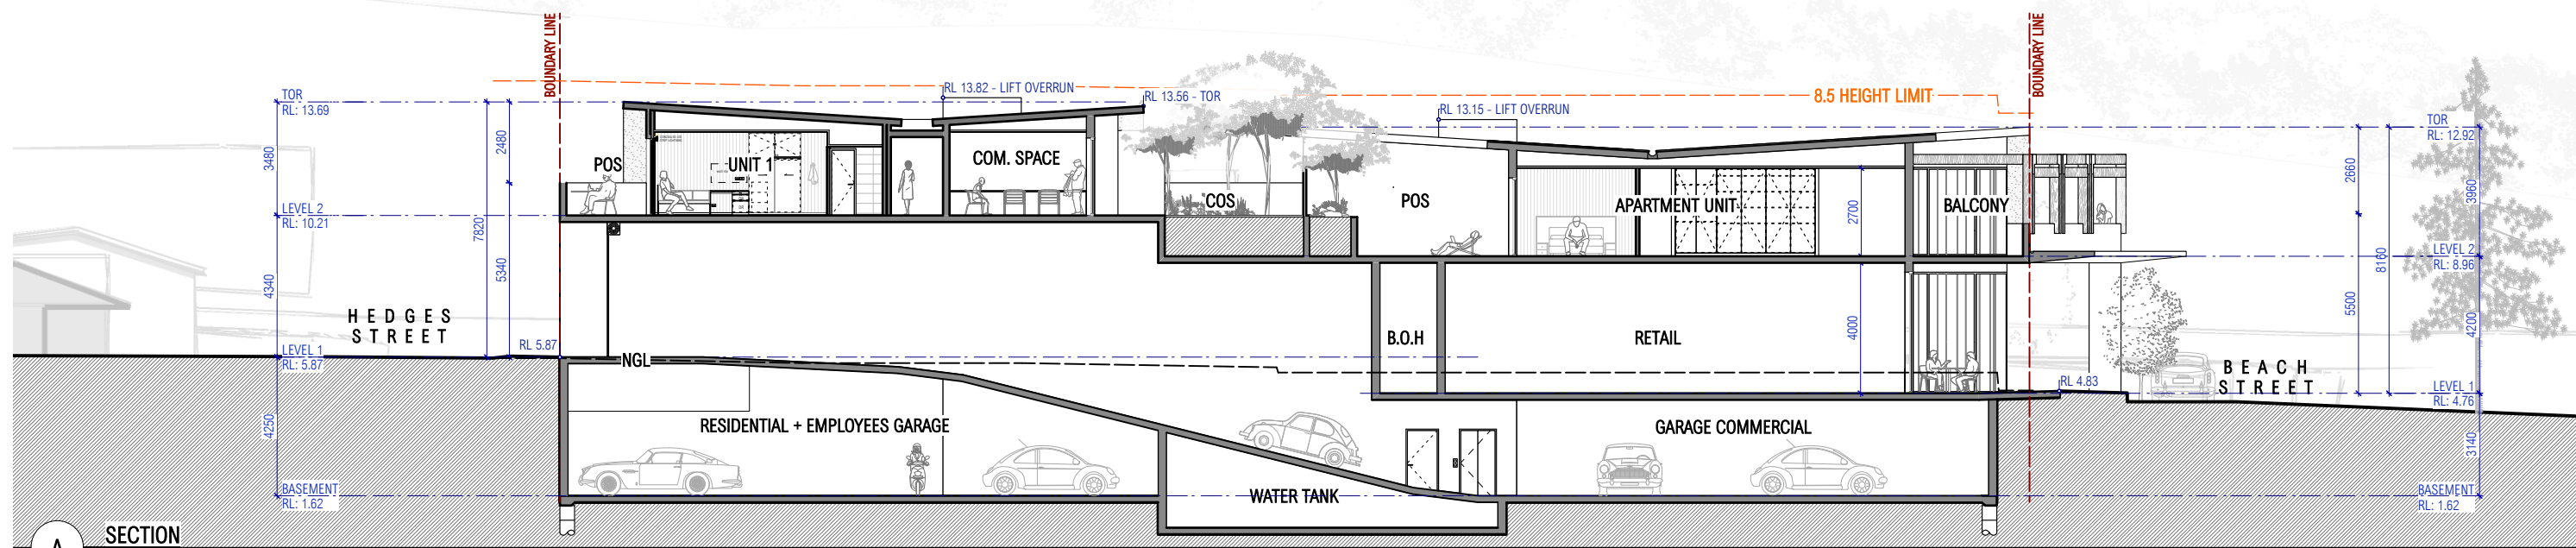 BOUNDARY LINE
BOUNDARY LINE
TOR
RL: 13.69
RL 13.82 - LIFT OVERRUN
RL 13.56 - TOR
8.5 HEIGHT LIMIT
RL 13.15 - LIFT OVERRUN
TOR
RL: 12.92
3480
2480
POS
UNIT 1
COM. SPACE
COS
POS
APARTMENT UNIT
2700
BALCONY
2660
3960
LEVEL 2
RL: 10.21
7820
5340
4340
LEVEL 2
RL: 8.96
8160
5500
4200
HEDGES
STREET
RL 5.87
LEVEL 1
RL: 5.87
NGL
B.O.H
RETAIL
4000
BEACH
STREET
RL 4.83
LEVEL 1
RL: 4.76
4250
RESIDENTIAL + EMPLOYEES GARAGE
GARAGE COMMERCIAL
3140
BASEMENT
RL: 1.62
WATER TANK
BASEMENT
RL: 1.62
A
SECTION